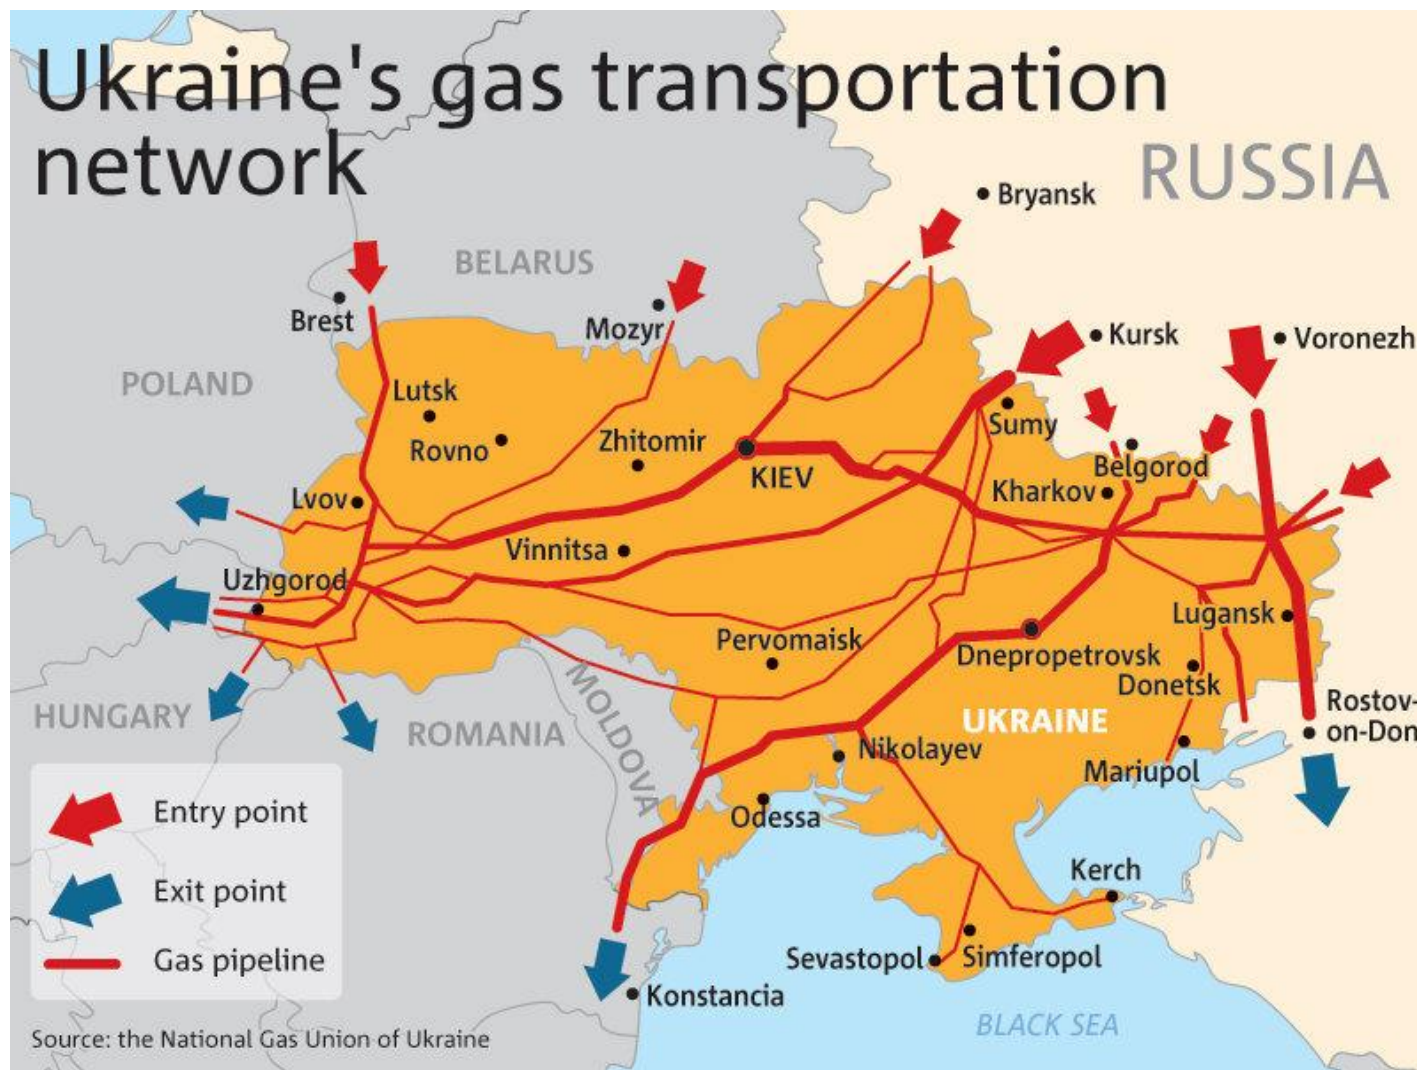 Ukraine's gas transportation
network
RUSSIA
Bryansk
BELARUS
Brest
Mozyr
Kursk
Voronezh
POLAND
Lutsk
Rovno
Zhitomir
KIEV
Sumy
Belgorod
Kharkov
Lvov
Vinnitsa
Uzhgorod
Lugansk
Pervomaisk
Dnepropetrovsk
Donetsk
HUNGARY
ROMANIA
MOLDOVA
UKRAINE
Rostov-
on-Don
Nikolayev
Mariupol
Odessa
Entry point
Exit point
Gas pipeline
Kerch
Sevastopol
Simferopol
Konstancia
BLACK SEA
Source: the National Gas Union of Ukraine